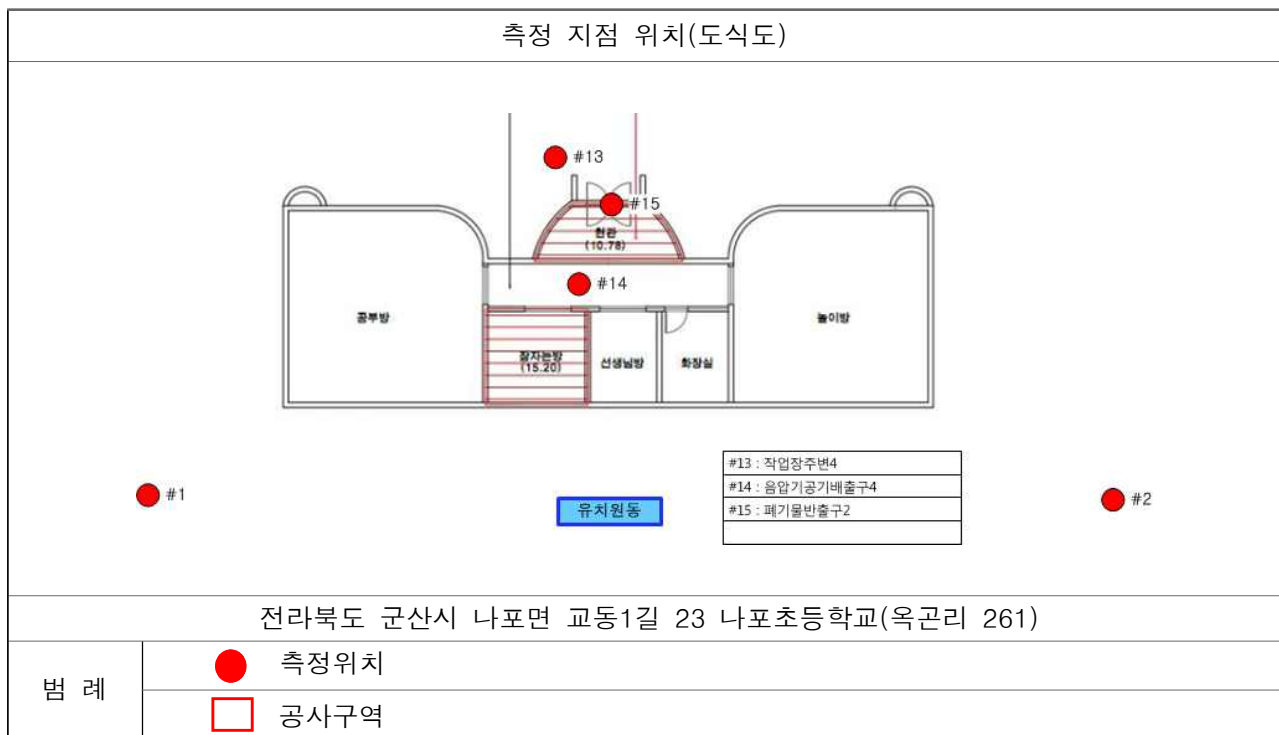 측정 지점 위치(도식도)
#13
#15
현관
(10.78)
#14
공부방
잠자는방
(15.20)
선생님방
화장실
놀이방
#1
유치원동
#13 : 작업장주변4
#14 : 음압기공기배출구4
#15 : 폐기물반출구2
#2
전라북도 군산시 나포면 교동1길 23 나포초등학교(옥곤리 261)
범 례
측정위치
공사구역